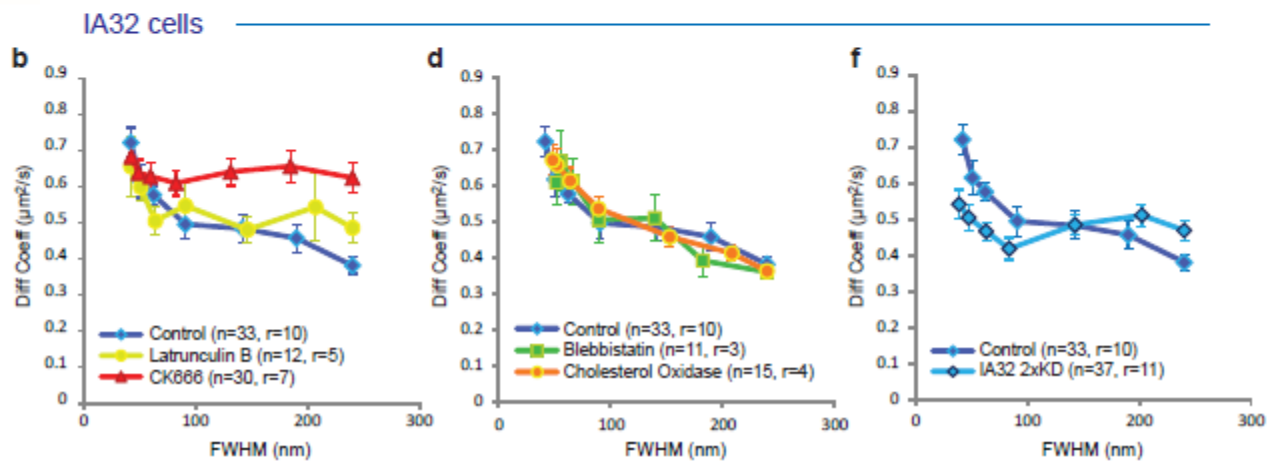 IA32 cells
b
0.9
0.8
0.7
0.6
0.5
0.4
0.3
0.2
0.1
0
Diff Coeff (µm²/s)
Control (n=33, r=10)
Latrunculin B (n=12, r=5)
CK666 (n=30, r=7)
0 100 200 300
FWHM (nm)
d
0.9
0.8
0.7
0.6
0.5
0.4
0.3
0.2
0.1
0
Diff Coeff (µm²/s)
Control (n=33, r=10)
Blebbistatin (n=11, r=3)
Cholesterol Oxidase (n=15, r=4)
0 100 200 300
FWHM (nm)
f
0.9
0.8
0.7
0.6
0.5
0.4
0.3
0.2
0.1
0
Diff Coeff (µm²/s)
Control (n=33, r=10)
IA32 2xKD (n=37, r=11)
0 100 200 300
FWHM (nm)